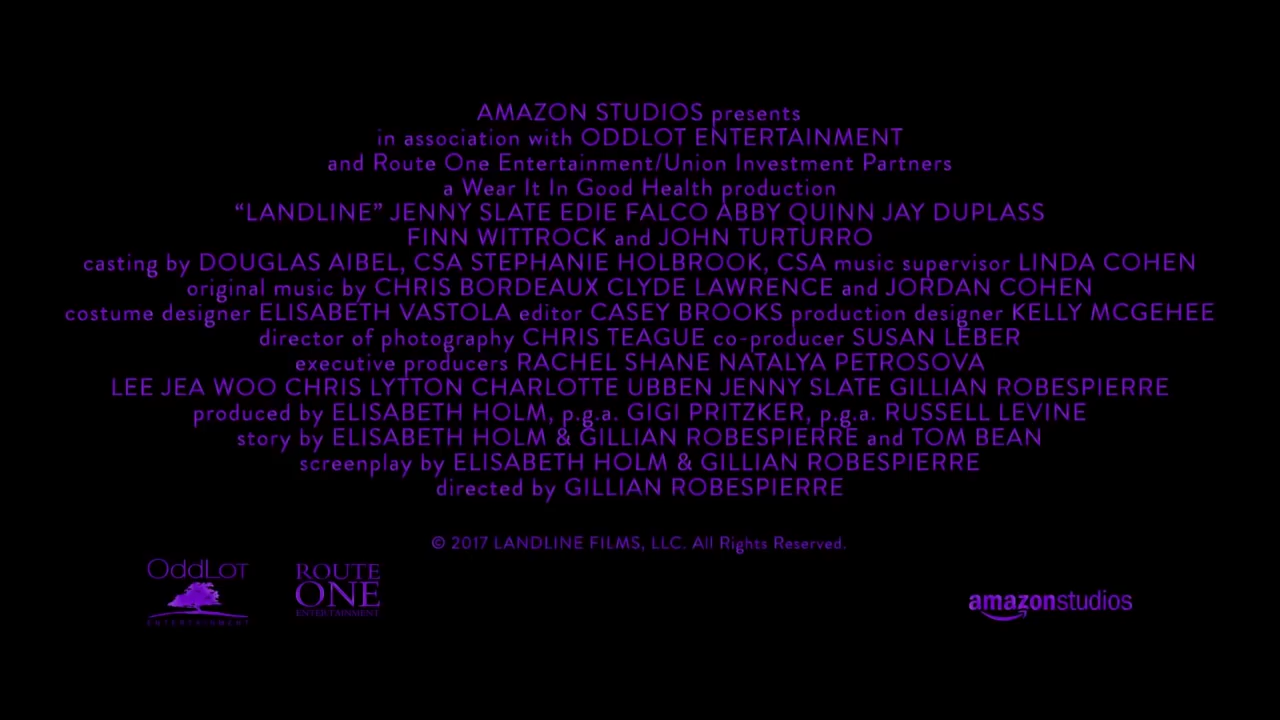 AMAZON STUDIOS presents
in association with ODDLOT ENTERTAINMENT
and Route One Entertainment/Union Investment Partners
a Wear It In Good Health production
“LANDLINE” JENNY SLATE EDIE FALCO ABBY QUINN JAY DUPLASS
FINN WITTROCK and JOHN TURTURRO
casting by DOUGLAS AIBEL, CSA STEPHANIE HOLBROOK, CSA music supervisor LINDA COHEN
original music by CHRIS BORDEAUX CLYDE LAWRENCE and JORDAN COHEN
costume designer ELISABETH VASTOLA editor CASEY BROOKS production designer KELLY MCGEHEE
director of photography CHRIS TEAGUE co-producer SUSAN LEBER
executive producers RACHEL SHANE NATALYA PETROSOVA
LEE JEA WOO CHRIS LYTTON CHARLOTTE UBBEN JENNY SLATE GILLIAN ROBESPIERRE
produced by ELISABETH HOLM, p.g.a. GIGI PRITZKER, p.g.a. RUSSELL LEVINE
story by ELISABETH HOLM & GILLIAN ROBESPIERRE and TOM BEAN
screenplay by ELISABETH HOLM & GILLIAN ROBESPIERRE
directed by GILLIAN ROBESPIERRE
© 2017 LANDLINE FILMS, LLC. All Rights Reserved.
OddLot
ENTERTAINMENT
ROUTE
ONE
ENTERTAINMENT
amazonstudios